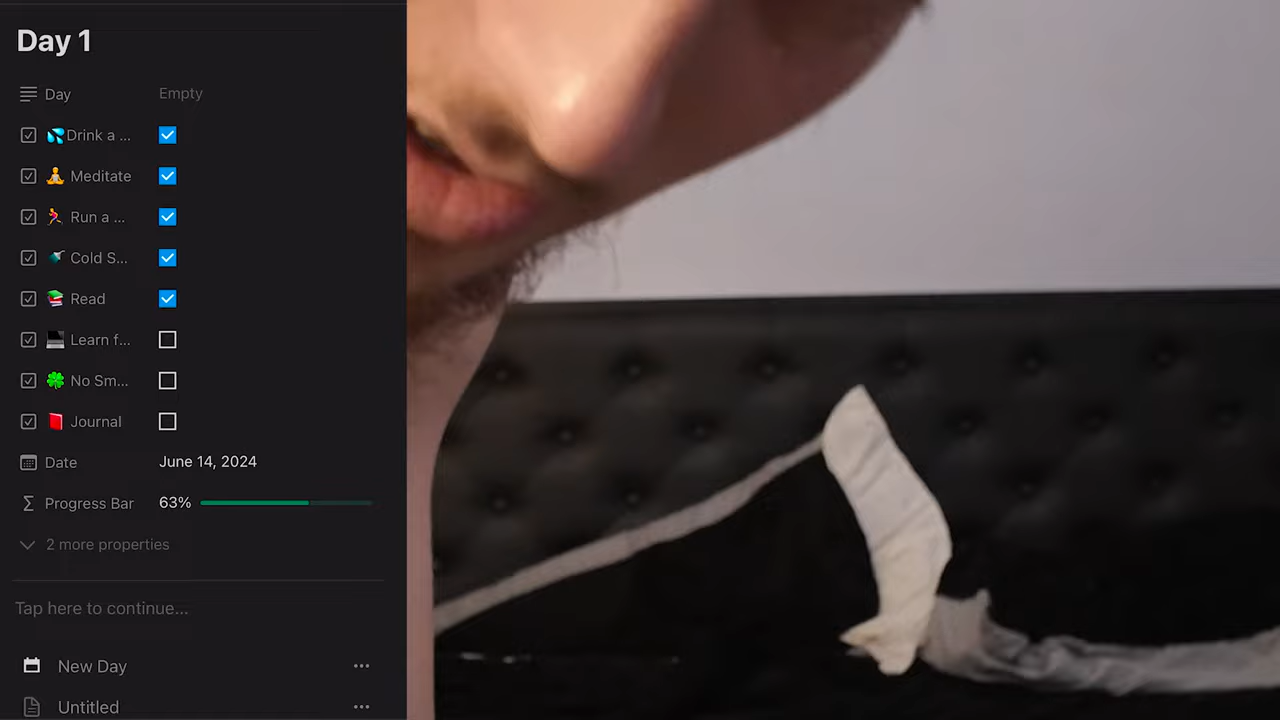 Day 1
Day Empty
Drink a ...
Meditate
Run a ...
Cold S...
Read
Learn f...
No Sm...
Journal
Date June 14, 2024
Progress Bar 63%
2 more properties
Tap here to continue...
New Day
Untitled